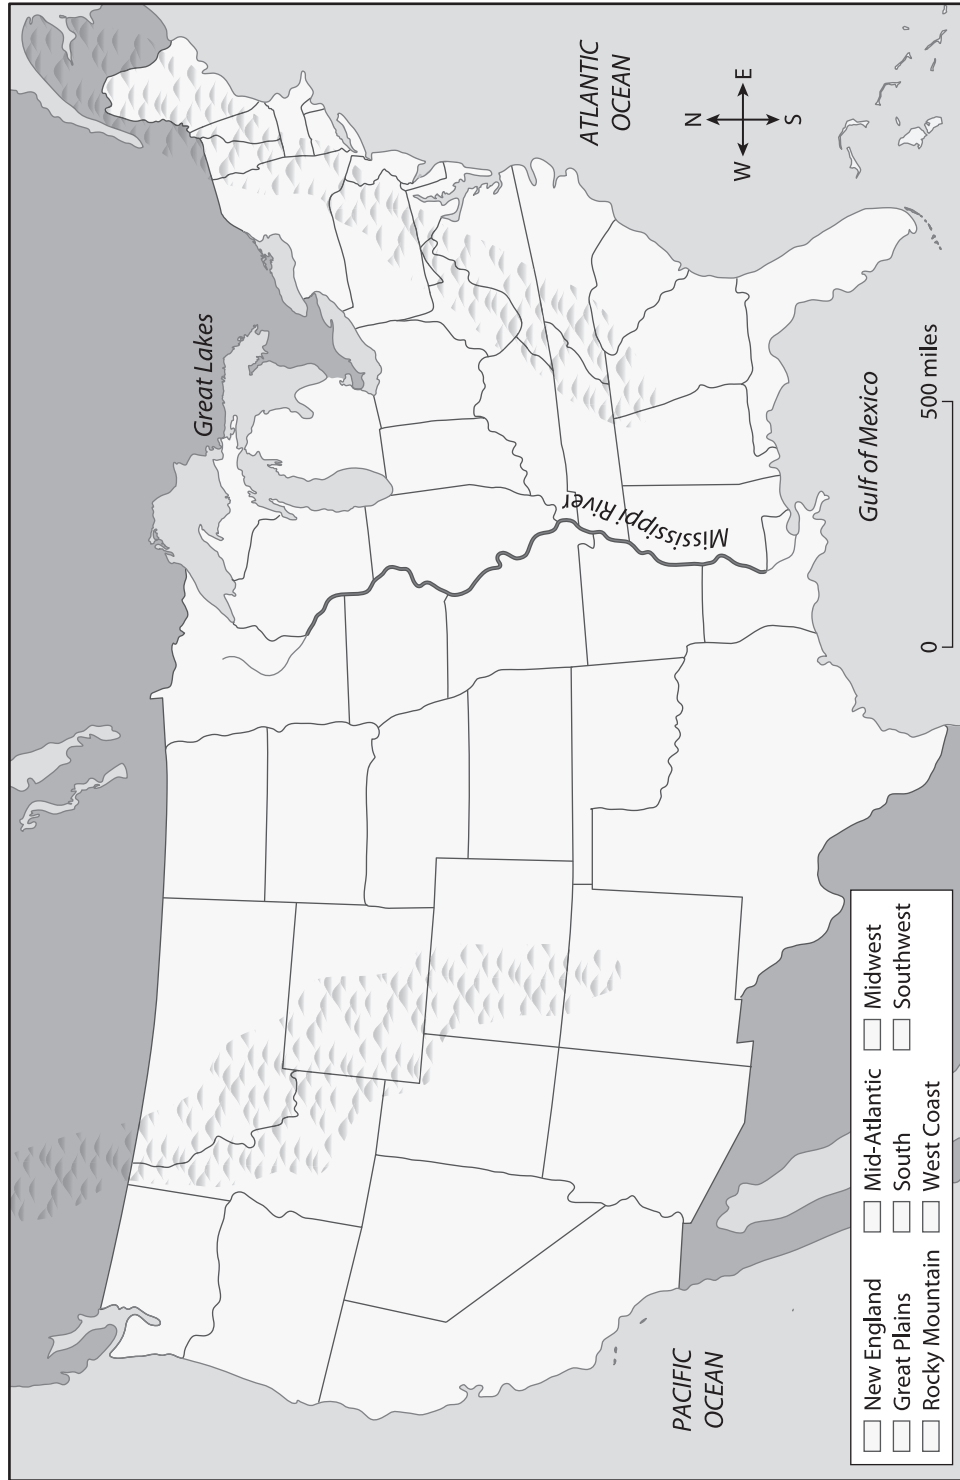 Great Lakes
ATLANTIC
OCEAN
N
W
E
S
Mississippi River
Gulf of Mexico
0
500 miles
PACIFIC
OCEAN
New England
Mid-Atlantic
Midwest
Great Plains
South
Southwest
Rocky Mountain
West Coast